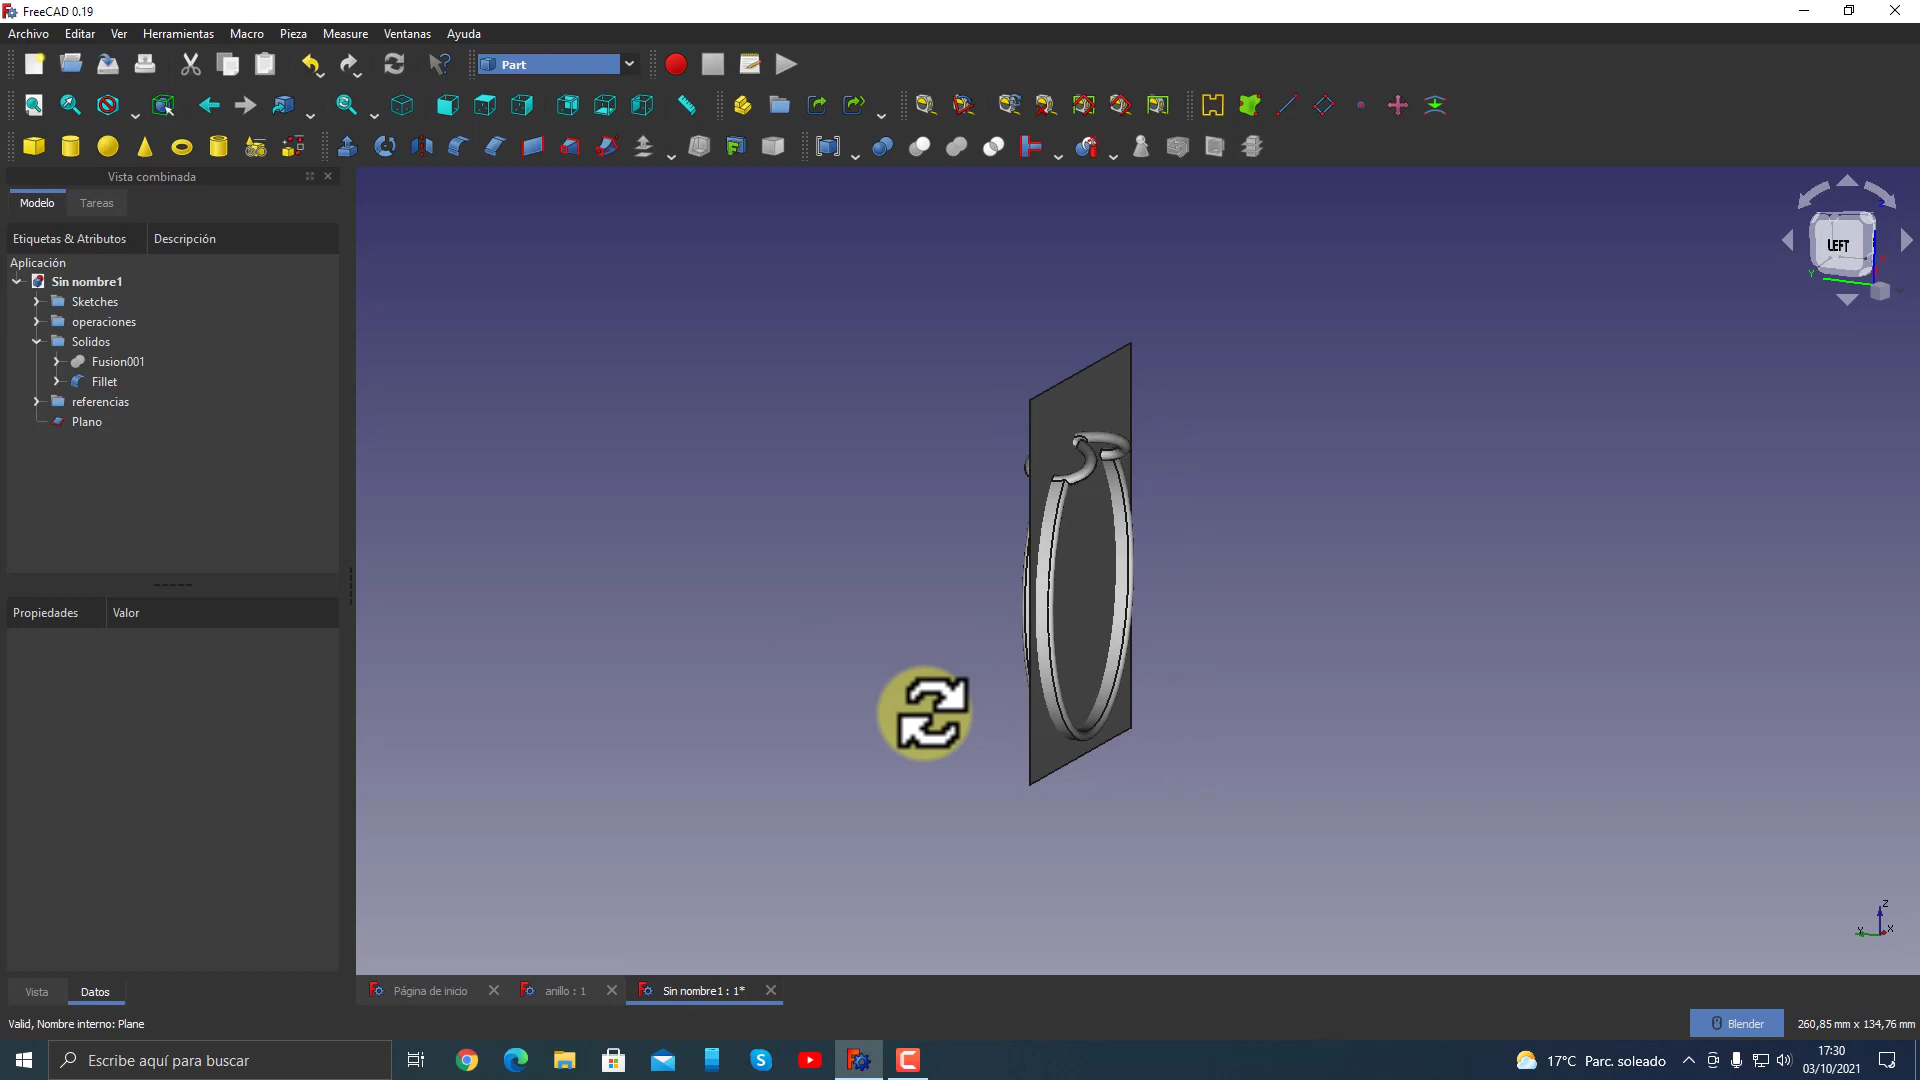 FreeCAD 0.19
Archivo Editar Ver Herramientas Macro Pieza Measure Ventanas Ayuda
Part
Vista combinada
Modelo Tareas
Etiquetas & Atributos Descripción
Aplicación
Sin nombre1
Sketches
operaciones
Solidos
Fusion001
Fillet
referencias
Plano
Propiedades Valor
LEFT
Z
Y
Z
Y X
Vista Datos
Página de inicio anillo : 1 Sin nombre1 : 1*
Valid, Nombre interno: Plane
Blender 260,85 mm x 134,76 mm
Escribe aquí para buscar
17°C Parc. soleado
17:30
03/10/2021